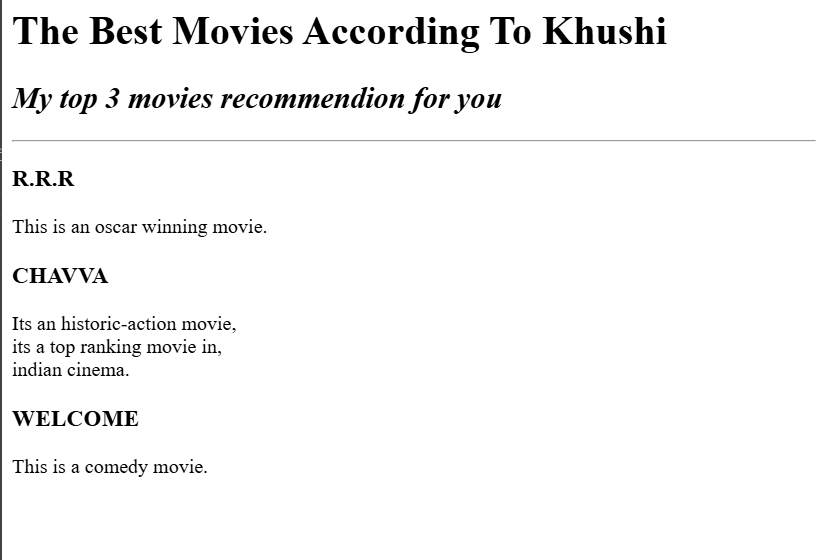 The Best Movies According To Khushi
My top 3 movies recommendion for you
R.R.R
This is an oscar winning movie.
CHAVVA
Its an historic-action movie,
its a top ranking movie in,
indian cinema.
WELCOME
This is a comedy movie.